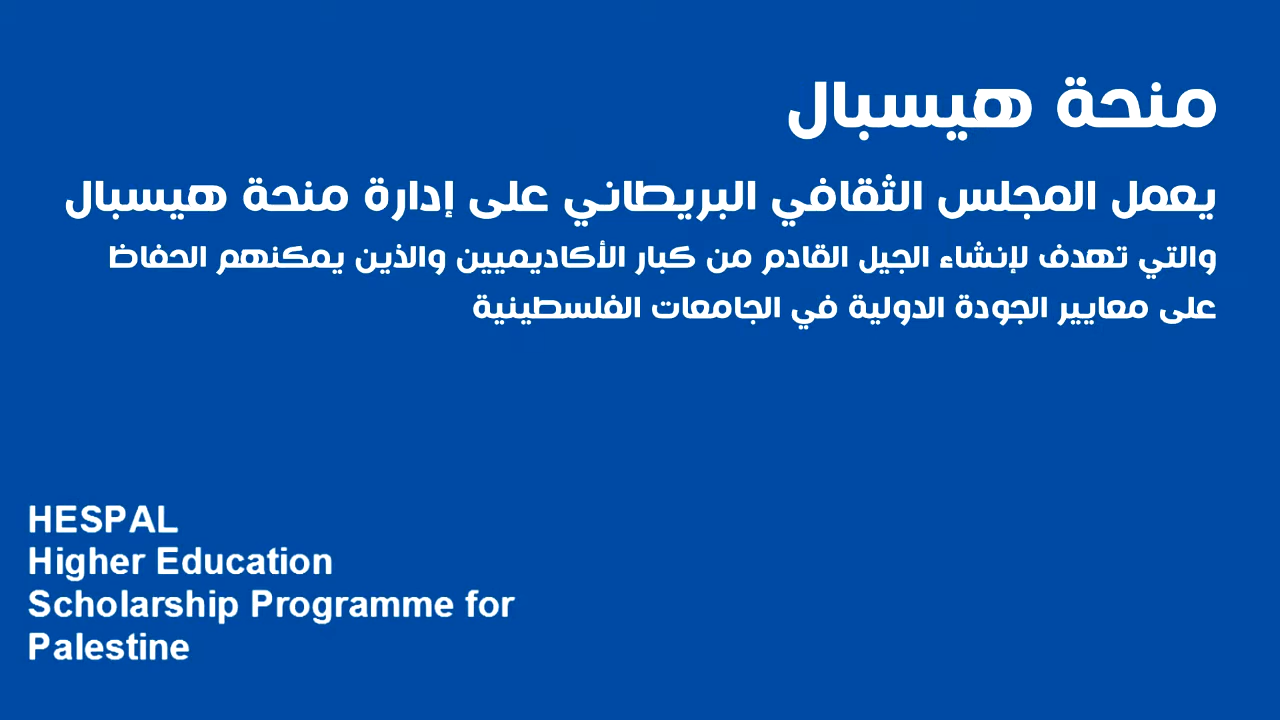 منحة هيسبال
يعمل المجلس الثقافي البريطاني على إدارة منحة هيسبال
والتي تهدف لإنشاء الجيل القادم من كبار الأكاديميين والذين يمكنهم الحفاظ
على معايير الجودة الدولية في الجامعات الفلسطينية
HESPAL
Higher Education
Scholarship Programme for
Palestine